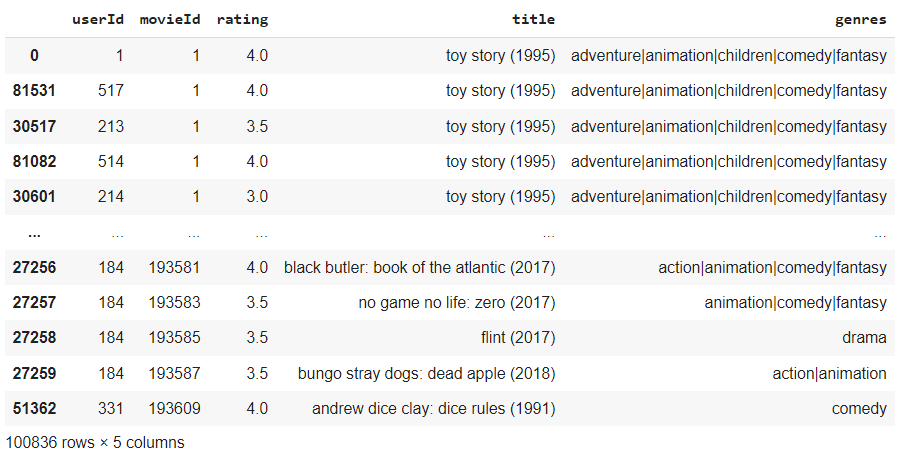 userId movieId rating title genres
0 1 1 4.0 toy story (1995) adventure|animation|children|comedy|fantasy
81531 517 1 4.0 toy story (1995) adventure|animation|children|comedy|fantasy
30517 213 1 3.5 toy story (1995) adventure|animation|children|comedy|fantasy
81082 514 1 4.0 toy story (1995) adventure|animation|children|comedy|fantasy
30601 214 1 3.0 toy story (1995) adventure|animation|children|comedy|fantasy
... ... ... ... ... ...
27256 184 193581 4.0 black butler: book of the atlantic (2017) action|animation|comedy|fantasy
27257 184 193583 3.5 no game no life: zero (2017) animation|comedy|fantasy
27258 184 193585 3.5 flint (2017) drama
27259 184 193587 3.5 bungo stray dogs: dead apple (2018) action|animation
51362 331 193609 4.0 andrew dice clay: dice rules (1991) comedy
100836 rows × 5 columns